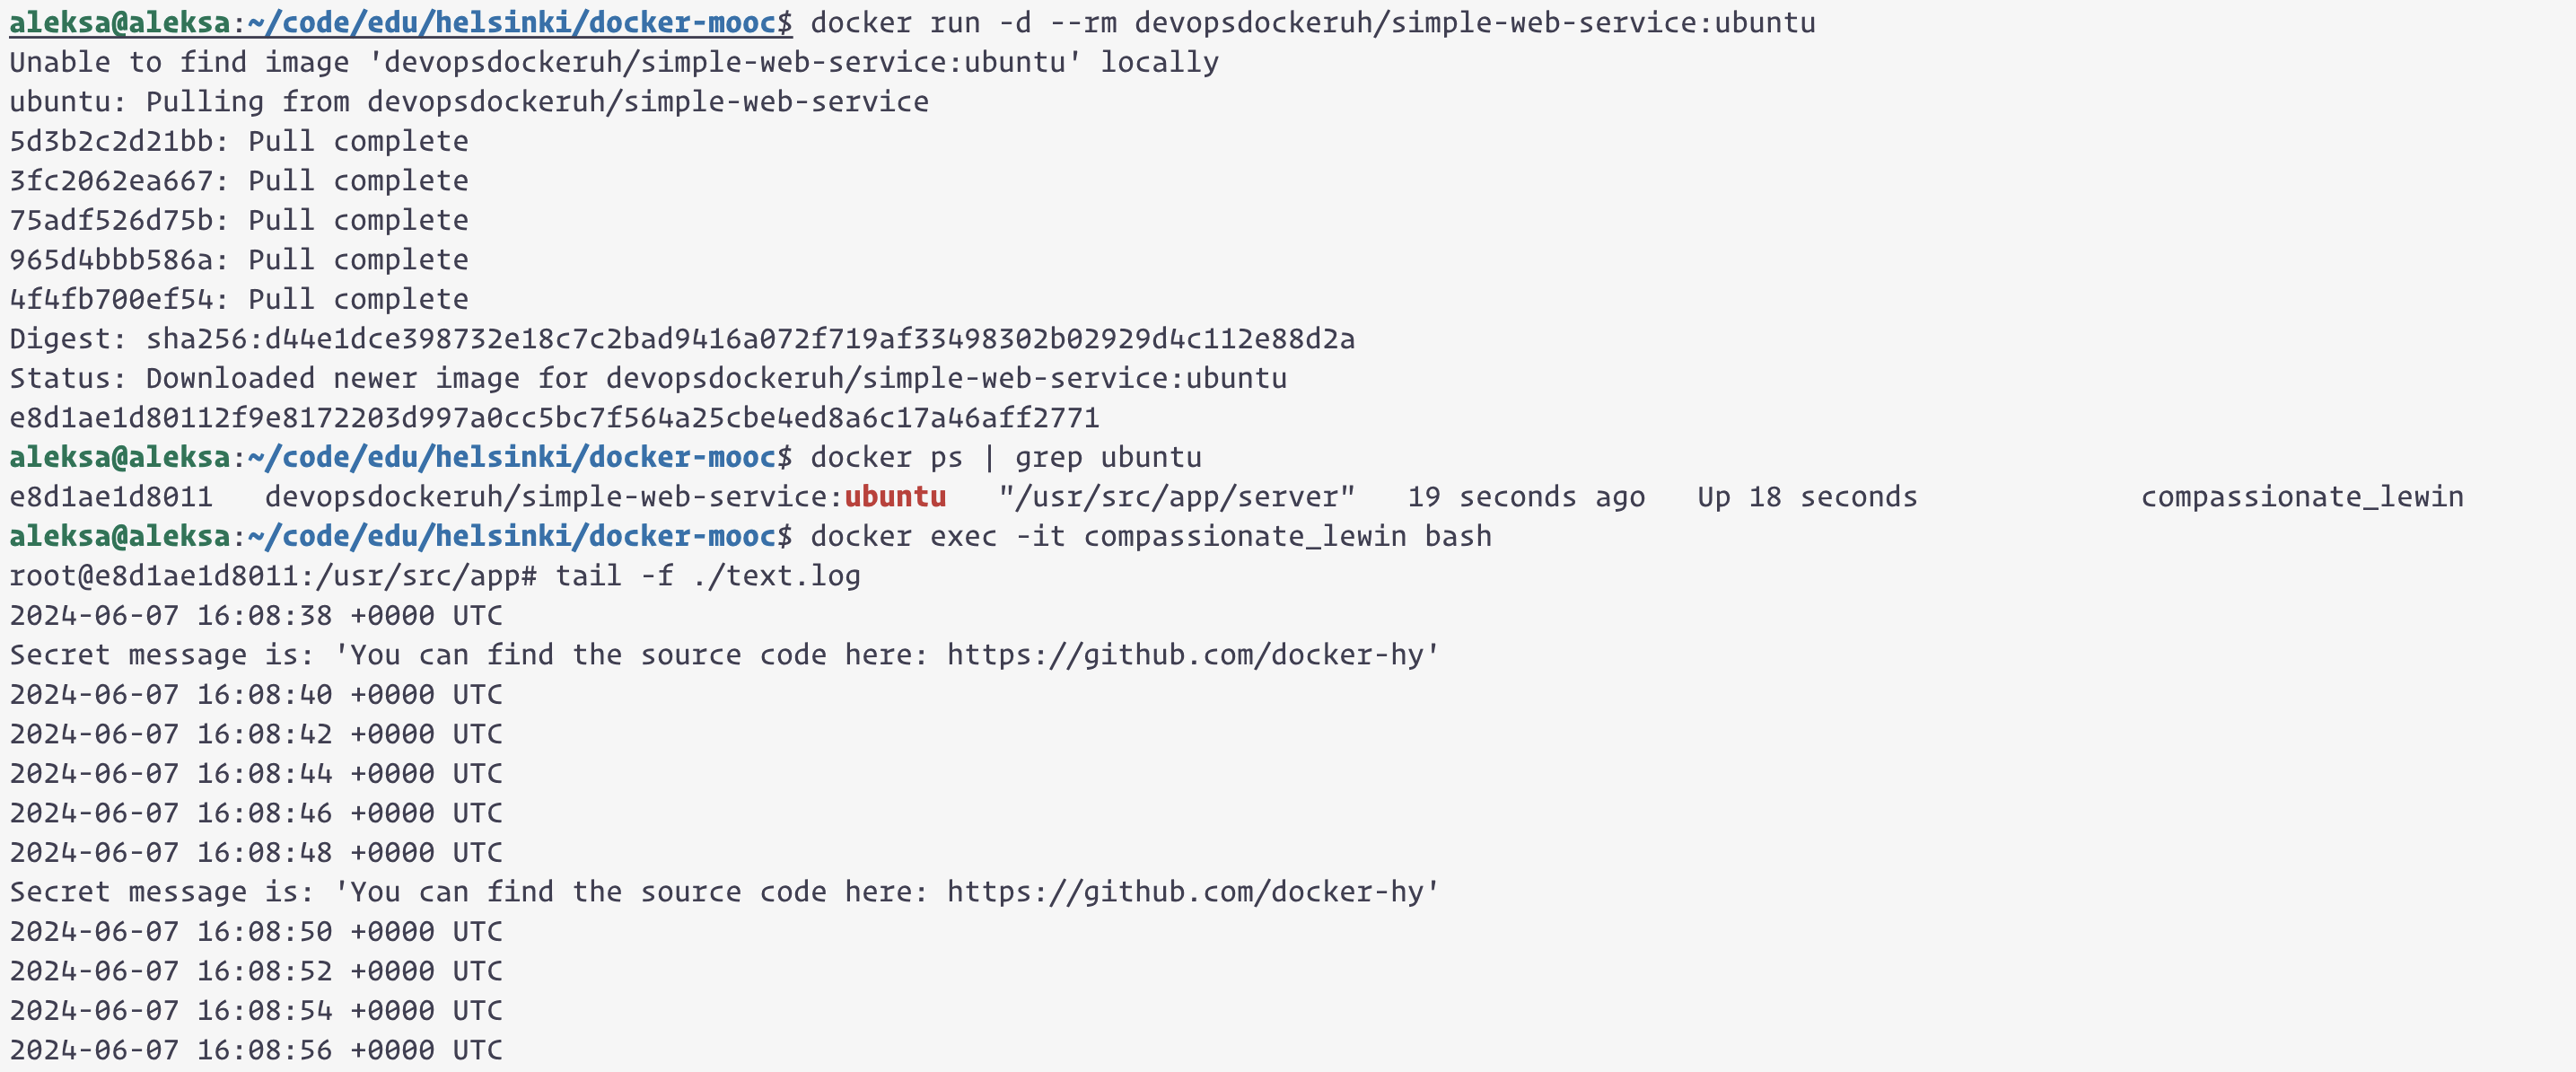 aleksa@aleksa:~/code/edu/helsinki/docker-mooc$ docker run -d --rm devopsdockeruh/simple-web-service:ubuntu
Unable to find image 'devopsdockeruh/simple-web-service:ubuntu' locally
ubuntu: Pulling from devopsdockeruh/simple-web-service
5d3b2c2d21bb: Pull complete
3fc2062ea667: Pull complete
75adf526d75b: Pull complete
965d4bbb586a: Pull complete
4f4fb700ef54: Pull complete
Digest: sha256:d44e1dce398732e18c7c2bad9416a072f719af33498302b02929d4c112e88d2a
Status: Downloaded newer image for devopsdockeruh/simple-web-service:ubuntu
e8d1ae1d80112f9e8172203d997a0cc5bc7f564a25cbe4ed8a6c17a46aff2771
aleksa@aleksa:~/code/edu/helsinki/docker-mooc$ docker ps | grep ubuntu
e8d1ae1d8011   devopsdockeruh/simple-web-service:ubuntu   "/usr/src/app/server"   19 seconds ago   Up 18 seconds             compassionate_lewin
aleksa@aleksa:~/code/edu/helsinki/docker-mooc$ docker exec -it compassionate_lewin bash
root@e8d1ae1d8011:/usr/src/app# tail -f ./text.log
2024-06-07 16:08:38 +0000 UTC
Secret message is: 'You can find the source code here: https://github.com/docker-hy'
2024-06-07 16:08:40 +0000 UTC
2024-06-07 16:08:42 +0000 UTC
2024-06-07 16:08:44 +0000 UTC
2024-06-07 16:08:46 +0000 UTC
2024-06-07 16:08:48 +0000 UTC
Secret message is: 'You can find the source code here: https://github.com/docker-hy'
2024-06-07 16:08:50 +0000 UTC
2024-06-07 16:08:52 +0000 UTC
2024-06-07 16:08:54 +0000 UTC
2024-06-07 16:08:56 +0000 UTC